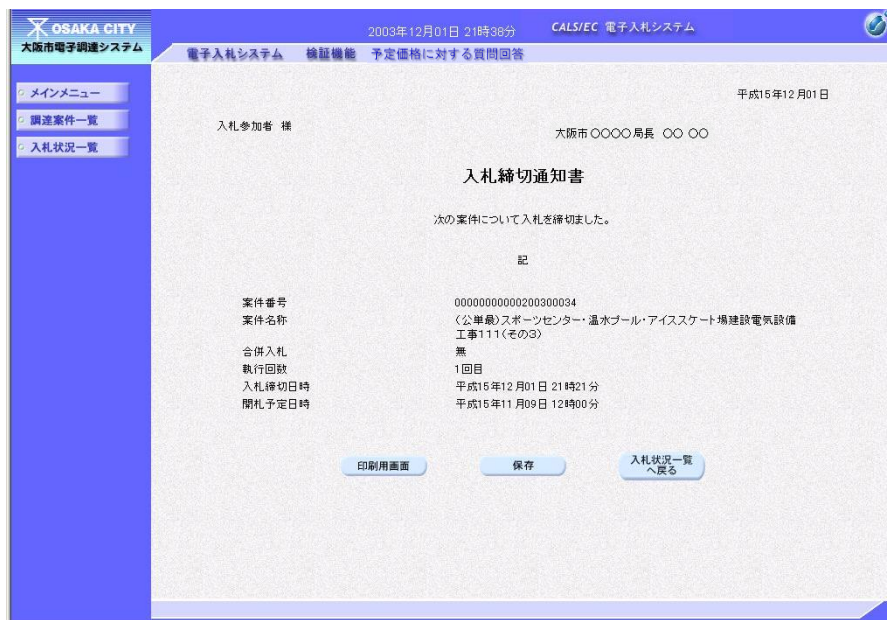 OSAKA CITY
大阪市電子調達システム
2003年12月01日 21時38分
CALS/EC 電子入札システム
電子入札システム 検証機能 予定価格に対する質問回答
メインメニュー
調達案件一覧
入札状況一覧
平成15年12月01日
入札参加者 様
大阪市○○○○局長 ○○ ○○
入札締切通知書
次の案件について入札を締切ました。
記
案件番号 00000000000200300034
案件名称 (公単最)スポーツセンター・温水プール・アイススケート場建設電気設備
工事111(その3)
合併入札 無
執行回数 1回目
入札締切日時 平成15年12月01日 21時21分
開札予定日時 平成15年11月09日 12時00分
印刷用画面
保存
入札状況一覧
へ戻る